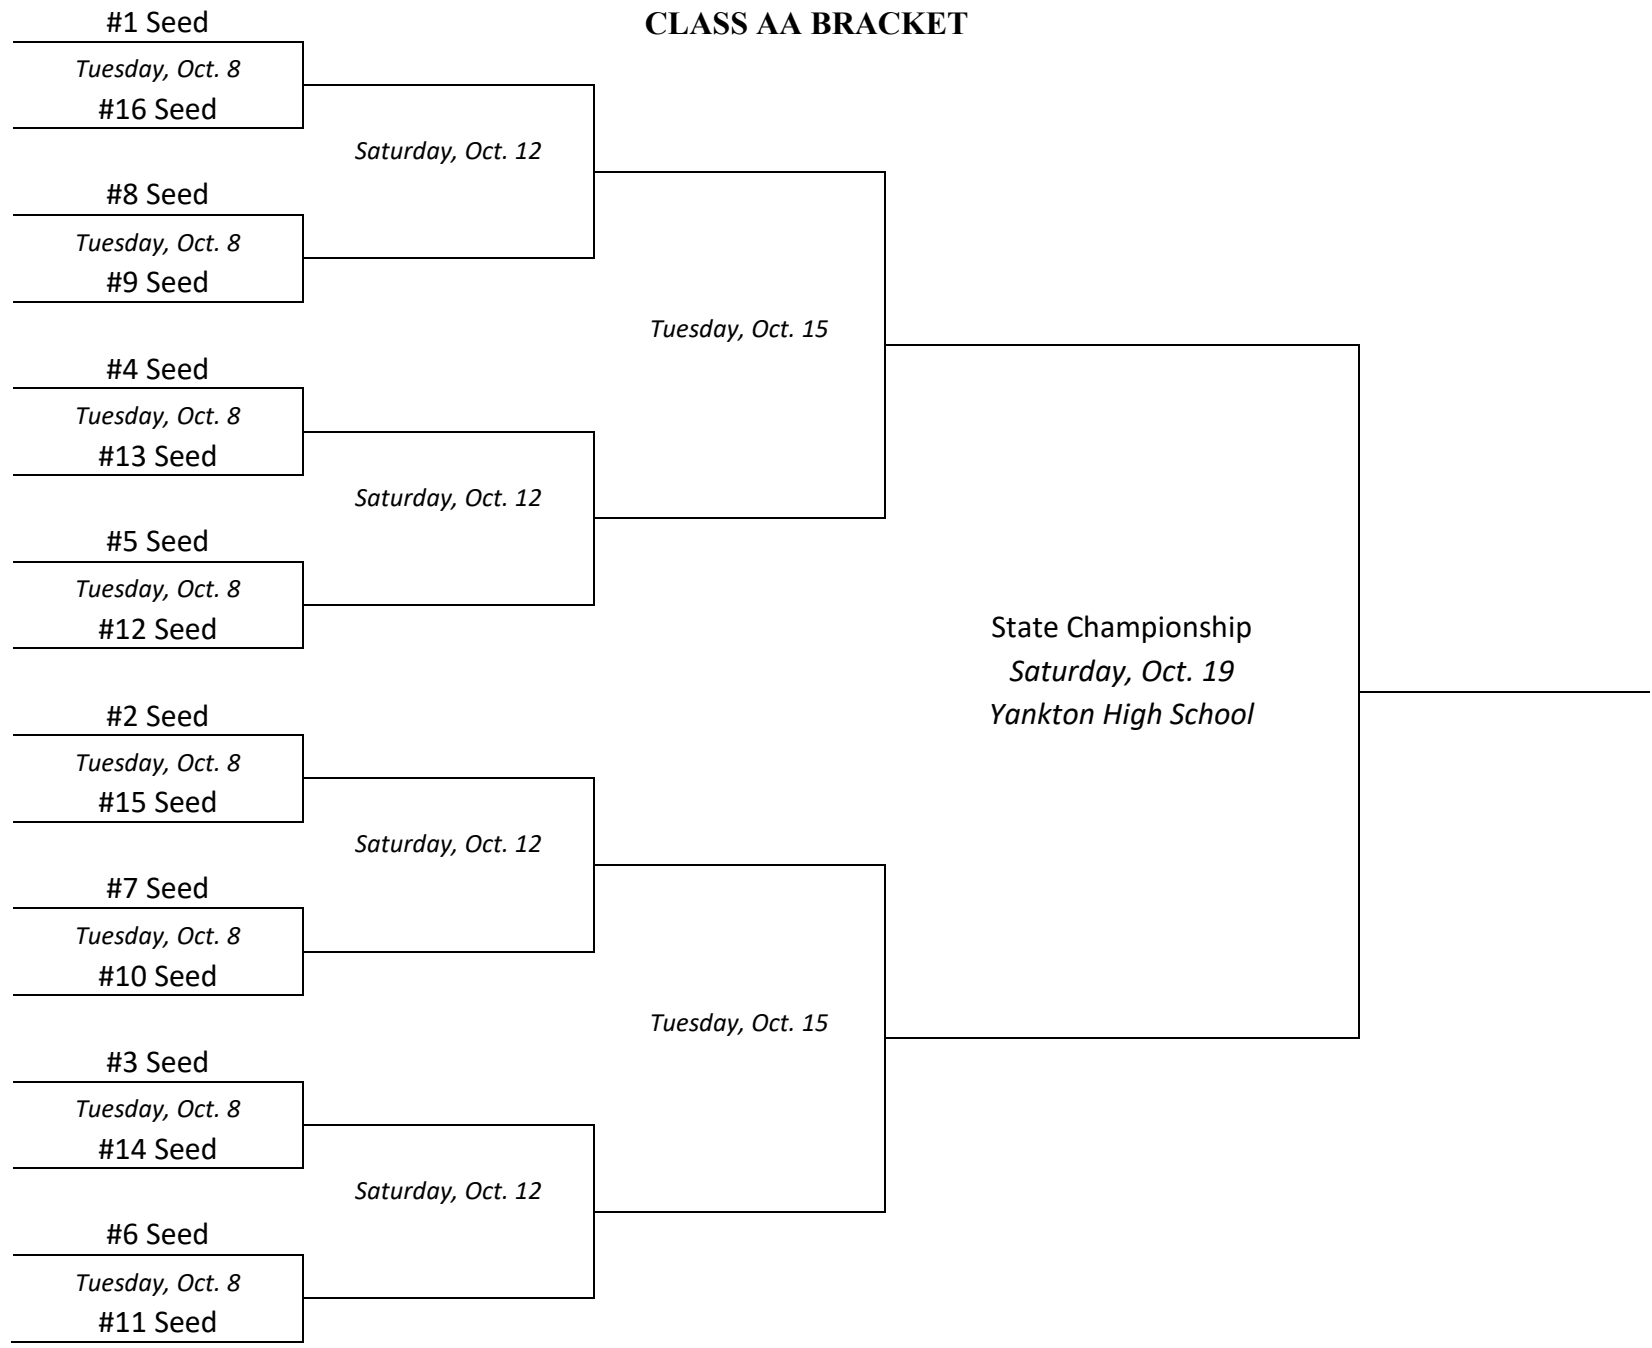 CLASS AA BRACKET
#1 Seed
Tuesday, Oct. 8
#16 Seed
Saturday, Oct. 12
#8 Seed
Tuesday, Oct. 8
#9 Seed
Tuesday, Oct. 15
#4 Seed
Tuesday, Oct. 8
#13 Seed
Saturday, Oct. 12
#5 Seed
Tuesday, Oct. 8
#12 Seed
State Championship
Saturday, Oct. 19
Yankton High School
#2 Seed
Tuesday, Oct. 8
#15 Seed
Saturday, Oct. 12
#7 Seed
Tuesday, Oct. 8
#10 Seed
Tuesday, Oct. 15
#3 Seed
Tuesday, Oct. 8
#14 Seed
Saturday, Oct. 12
#6 Seed
Tuesday, Oct. 8
#11 Seed